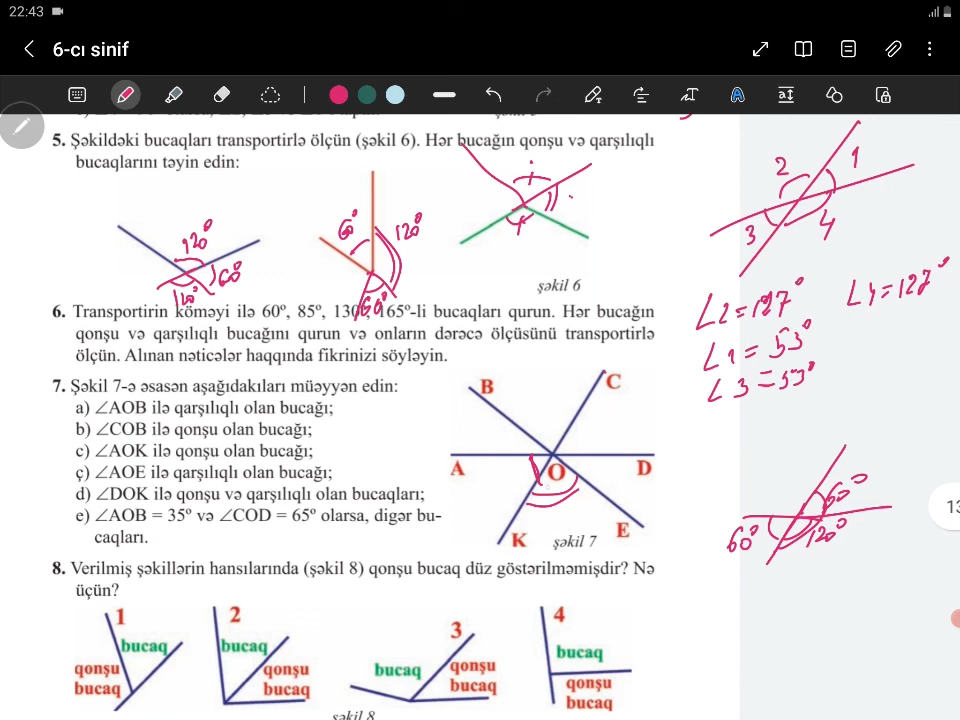 22:43
6-cı sinif
5. Şəkildəki bucaqları transportirlə ölçün (şəkil 6). Hər bucağın qonşu və qarşılıqlı
bucaqlarını təyin edin:
120°
60°
6°
120°
60°
şəkil 6
2
1
3
4
∠2=127°
∠4=127°
∠1=53°
∠3=53°
6. Transportirin köməyi ilə 60º, 85º, 130º, 165º-li bucaqları qurun. Hər bucağın
qonşu və qarşılıqlı bucağını qurun və onların dərəcə ölçüsünü transportirlə
ölçün. Alınan nəticələr haqqında fikrinizi söyləyin.
7. Şəkil 7-ə əsasən aşağıdakıları müəyyən edin:
a) ∠AOB ilə qarşılıqlı olan bucağı;
b) ∠COB ilə qonşu olan bucağı;
c) ∠AOK ilə qonşu olan bucağı;
ç) ∠AOE ilə qarşılıqlı olan bucağı;
d) ∠DOK ilə qonşu və qarşılıqlı olan bucaqları;
e) ∠AOB = 35º və ∠COD = 65º olarsa, digər bu-
caqları.
B
C
A
O
D
K
E
şəkil 7
60°
60°
120°
13
8. Verilmiş şəkillərin hansılarında (şəkil 8) qonşu bucaq düz göstərilməmişdir? Nə
üçün?
1
bucaq
qonşu
bucaq
2
bucaq
qonşu
bucaq
3
bucaq
qonşu
bucaq
4
bucaq
qonşu
bucaq
şəkil 8